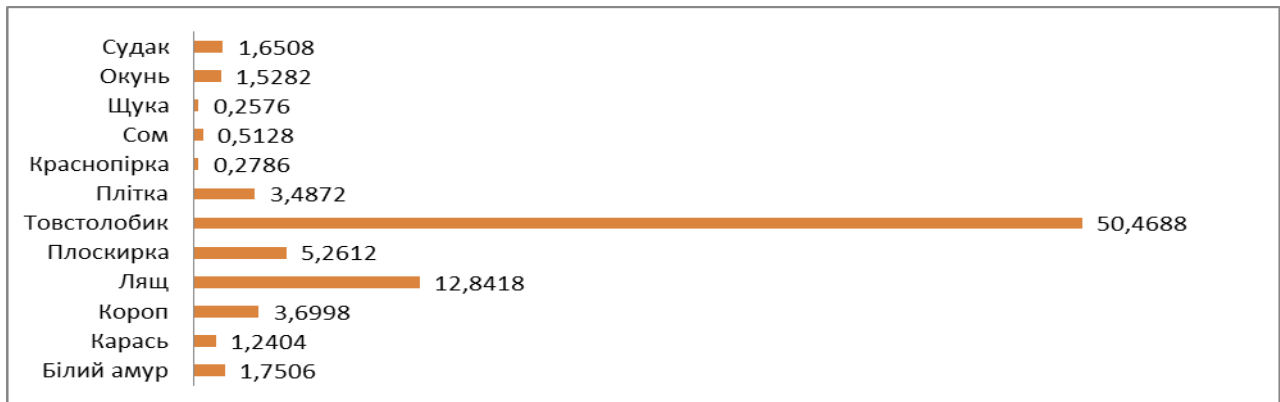 Судак 1,6508
Окунь 1,5282
Щука 0,2576
Сом 0,5128
Краснопірка 0,2786
Плітка 3,4872
Товстолобик 50,4688
Плоскирка 5,2612
Лящ 12,8418
Короп 3,6998
Карась 1,2404
Білий амур 1,7506